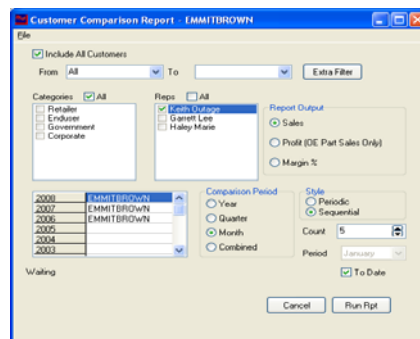 Customer Comparison Report - EMMITBROWN
File
Include All Customers
From All To Extra Filter
Categories All Reps All
Retailer
Enduser
Government
Corporate
Keith Outage
Garrett Lee
Haley Marie
Report Output
Sales
Profit (OE Part Sales Only)
Margin %
2008 EMMITBROWN
2007 EMMITBROWN
2006 EMMITBROWN
2005
2004
2003
Comparison Period
Year
Quarter
Month
Combined
Style
Periodic
Sequential
Count 5
Period January
To Date
Waiting
Cancel Run Rpt